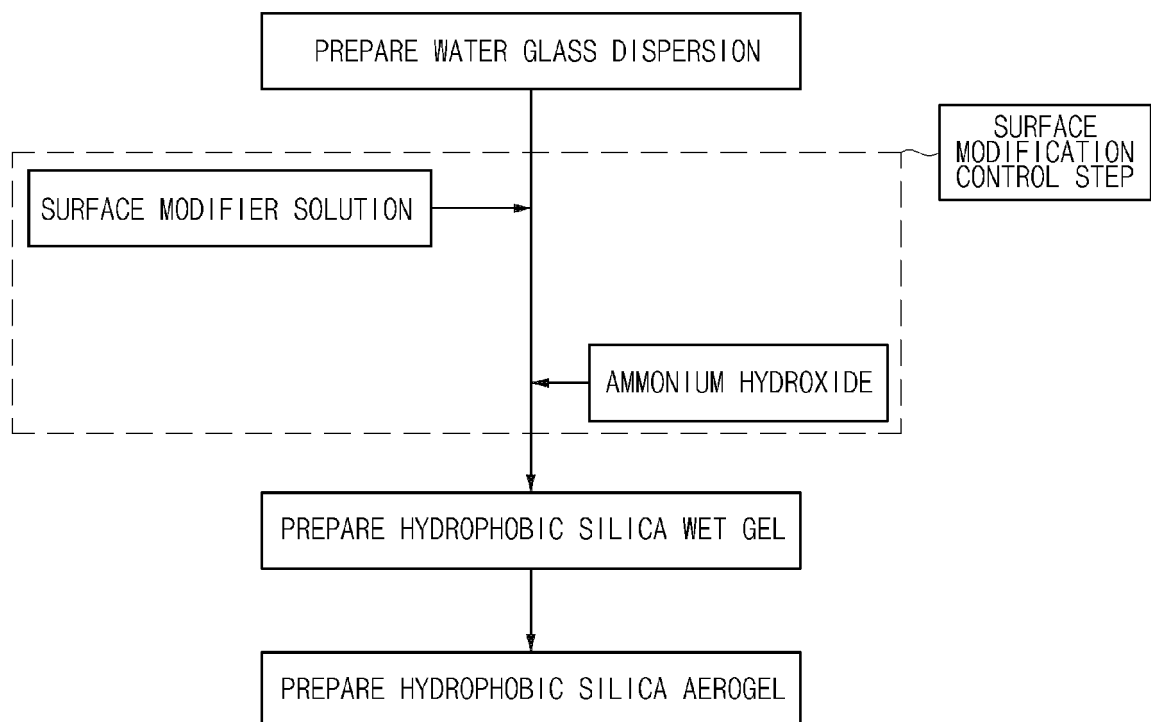 PREPARE WATER GLASS DISPERSION
SURFACE
MODIFICATION
CONTROL STEP
SURFACE MODIFIER SOLUTION
AMMONIUM HYDROXIDE
PREPARE HYDROPHOBIC SILICA WET GEL
PREPARE HYDROPHOBIC SILICA AEROGEL